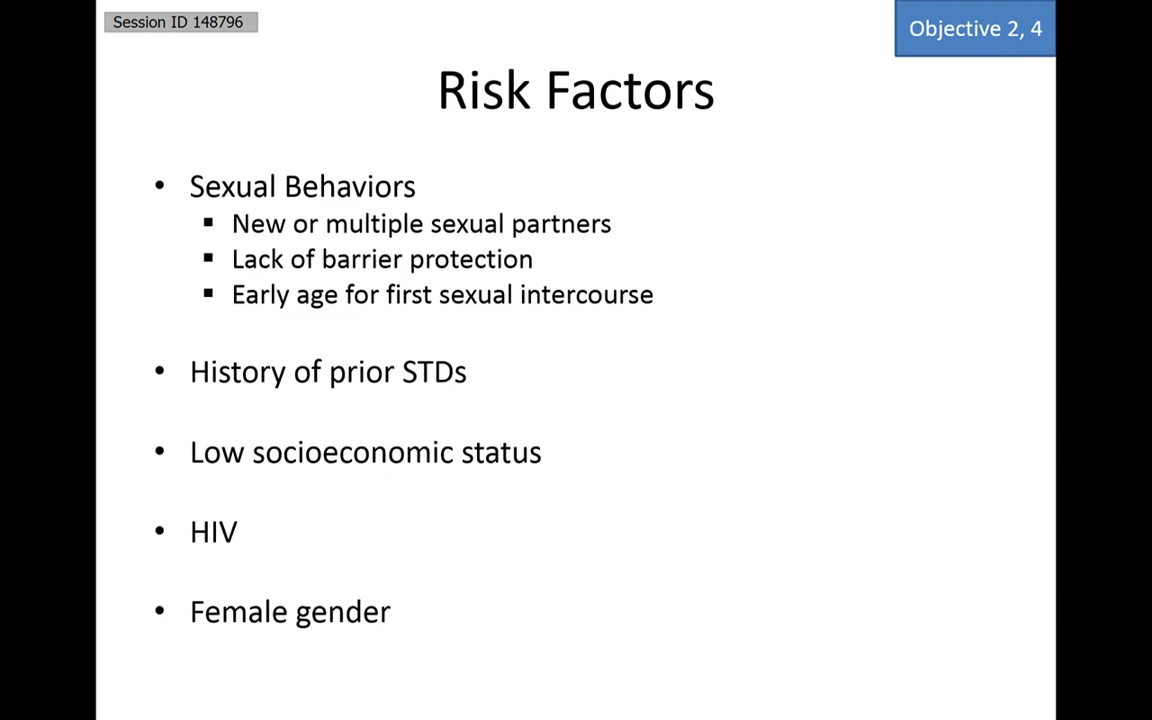 Session ID 148796
Objective 2, 4
Risk Factors
• Sexual Behaviors
▪ New or multiple sexual partners
▪ Lack of barrier protection
▪ Early age for first sexual intercourse
• History of prior STDs
• Low socioeconomic status
• HIV
• Female gender